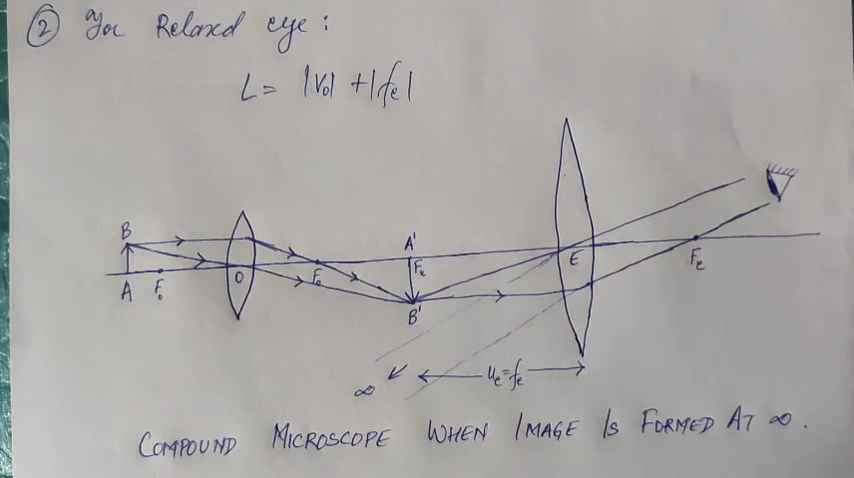 ② For Relaxed eye:
L = |V₀| + |fe|
B
A'
A
F₀
O
F₀
Fe
E
Fe
B'
∞
ue=fe
COMPOUND MICROSCOPE WHEN IMAGE IS FORMED AT ∞.